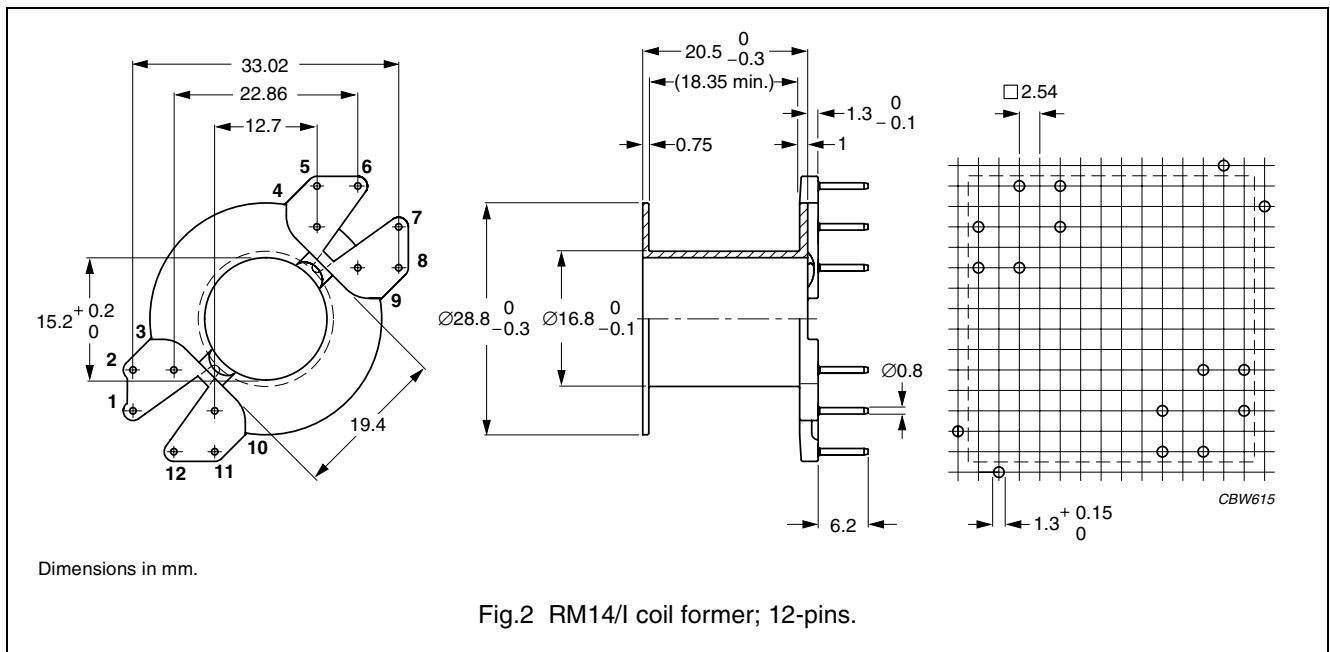 33.02
22.86
12.7
5 6
4
7
8
9
15.2 + 0.2 0
3
2
1
10
12 11
19.4
20.5 0 −0.3
(18.35 min.)
1.3 0 −0.1
0.75
1
∅28.8 0 −0.3
∅16.8 0 −0.1
∅0.8
6.2
□ 2.54
1.3 + 0.15 0
CBW615
Dimensions in mm.
Fig.2 RM14/I coil former; 12-pins.